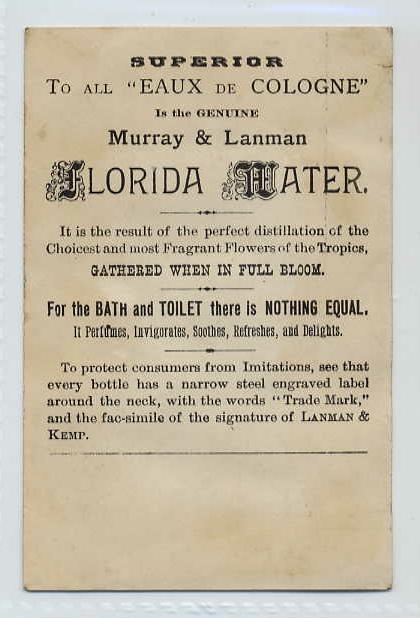 SUPERIOR
TO ALL "EAUX DE COLOGNE"
Is the GENUINE
Murray & Lanman
FLORIDA WATER.
It is the result of the perfect distillation of the
Choicest and most Fragrant Flowers of the Tropics,
GATHERED WHEN IN FULL BLOOM.
For the BATH and TOILET there is NOTHING EQUAL.
It Perfumes, Invigorates, Soothes, Refreshes, and Delights.
To protect consumers from Imitations, see that
every bottle has a narrow steel engraved label
around the neck, with the words "Trade Mark,"
and the fac-simile of the signature of LANMAN &
KEMP.